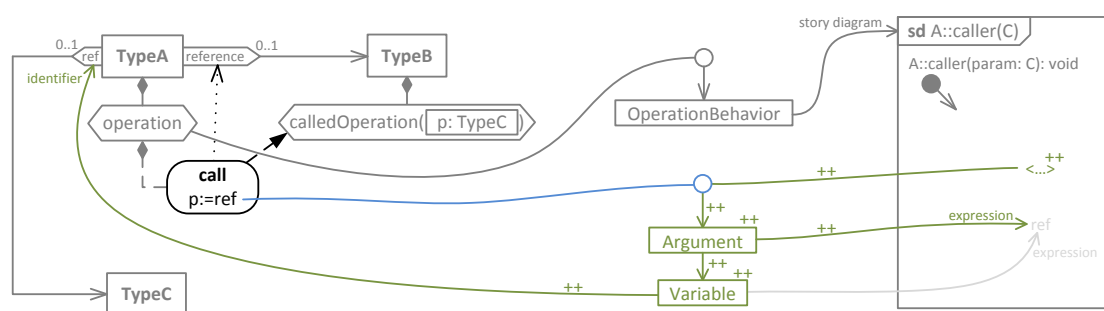 story diagram
sd A::caller(C)
0..1
ref
TypeA
reference
0..1
TypeB
A::caller(param: C): void
identifier
operation
calledOperation( p: TypeC )
OperationBehavior
call
p:=ref
++
++
<...>
++
++
Argument
++
expression
ref
++
++
expression
TypeC
++
Variable